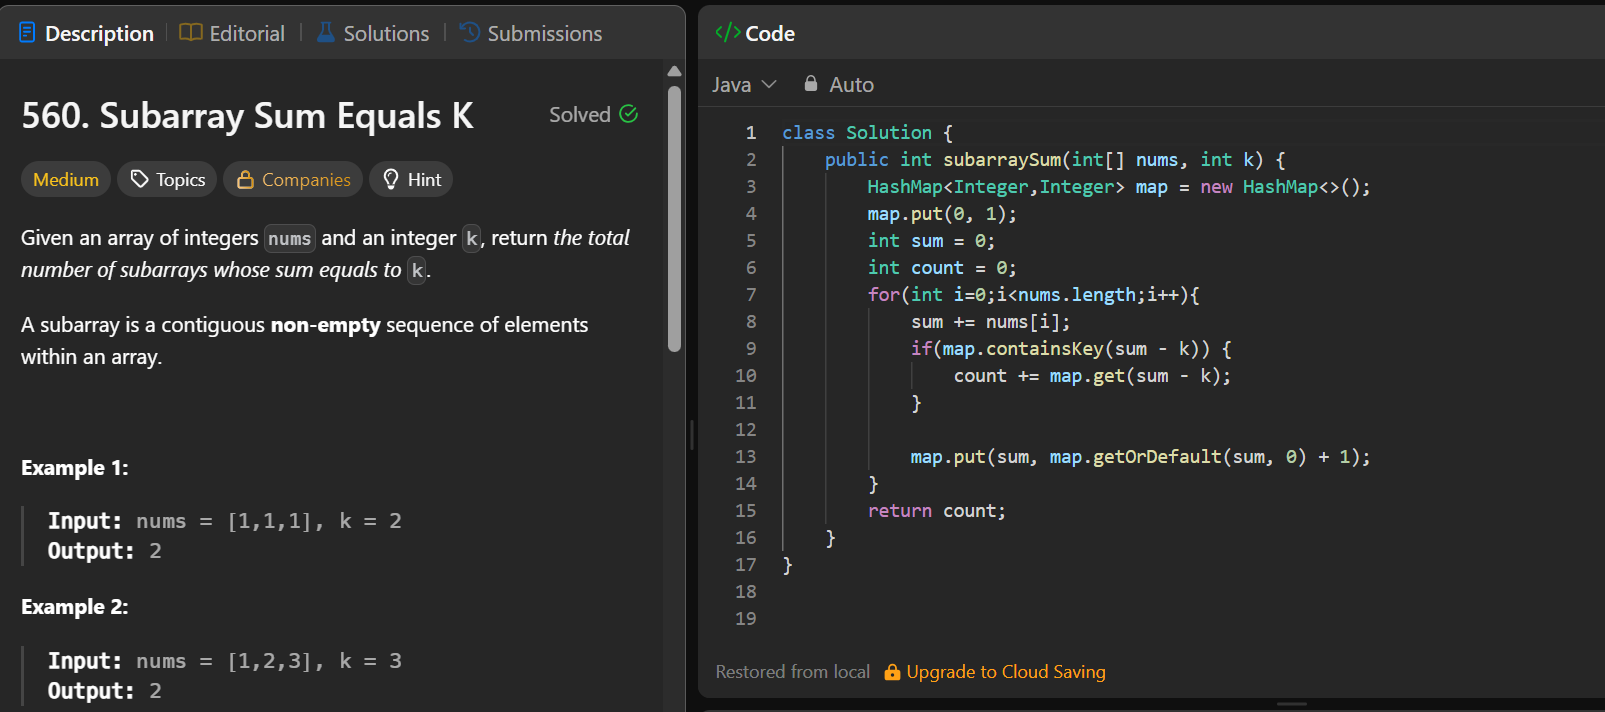 Description
Editorial
Solutions
Submissions
560. Subarray Sum Equals K
Solved
Medium
Topics
Companies
Hint
Given an array of integers nums and an integer k, return the total
number of subarrays whose sum equals to k.
A subarray is a contiguous non-empty sequence of elements
within an array.
Example 1:
Input: nums = [1,1,1], k = 2
Output: 2
Example 2:
Input: nums = [1,2,3], k = 3
Output: 2
</> Code
Java
Auto
1 class Solution {
2     public int subarraySum(int[] nums, int k) {
3         HashMap<Integer,Integer> map = new HashMap<>();
4         map.put(0, 1);
5         int sum = 0;
6         int count = 0;
7         for(int i=0;i<nums.length;i++){
8             sum += nums[i];
9             if(map.containsKey(sum - k)) {
10                 count += map.get(sum - k);
11             }
12
13             map.put(sum, map.getOrDefault(sum, 0) + 1);
14         }
15         return count;
16     }
17 }
18
19
Restored from local
Upgrade to Cloud Saving